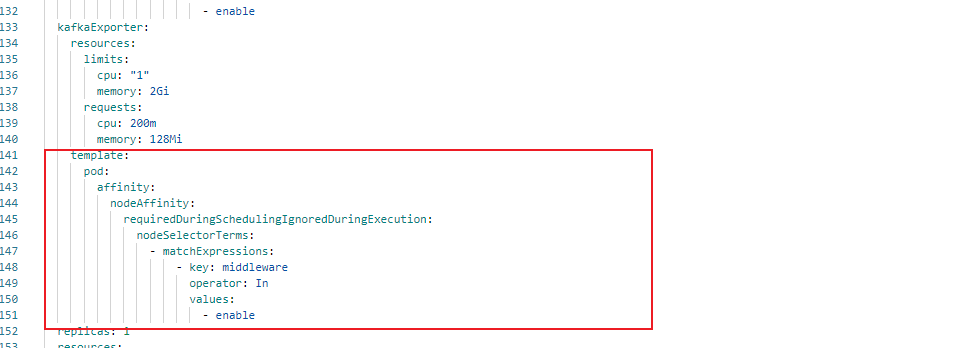 132 - enable
133 kafkaExporter:
134 resources:
135 limits:
136 cpu: "1"
137 memory: 2Gi
138 requests:
139 cpu: 200m
140 memory: 128Mi
141 template:
142 pod:
143 affinity:
144 nodeAffinity:
145 requiredDuringSchedulingIgnoredDuringExecution:
146 nodeSelectorTerms:
147 - matchExpressions:
148 - key: middleware
149 operator: In
150 values:
151 - enable
152 replicas: 1
153 resources: